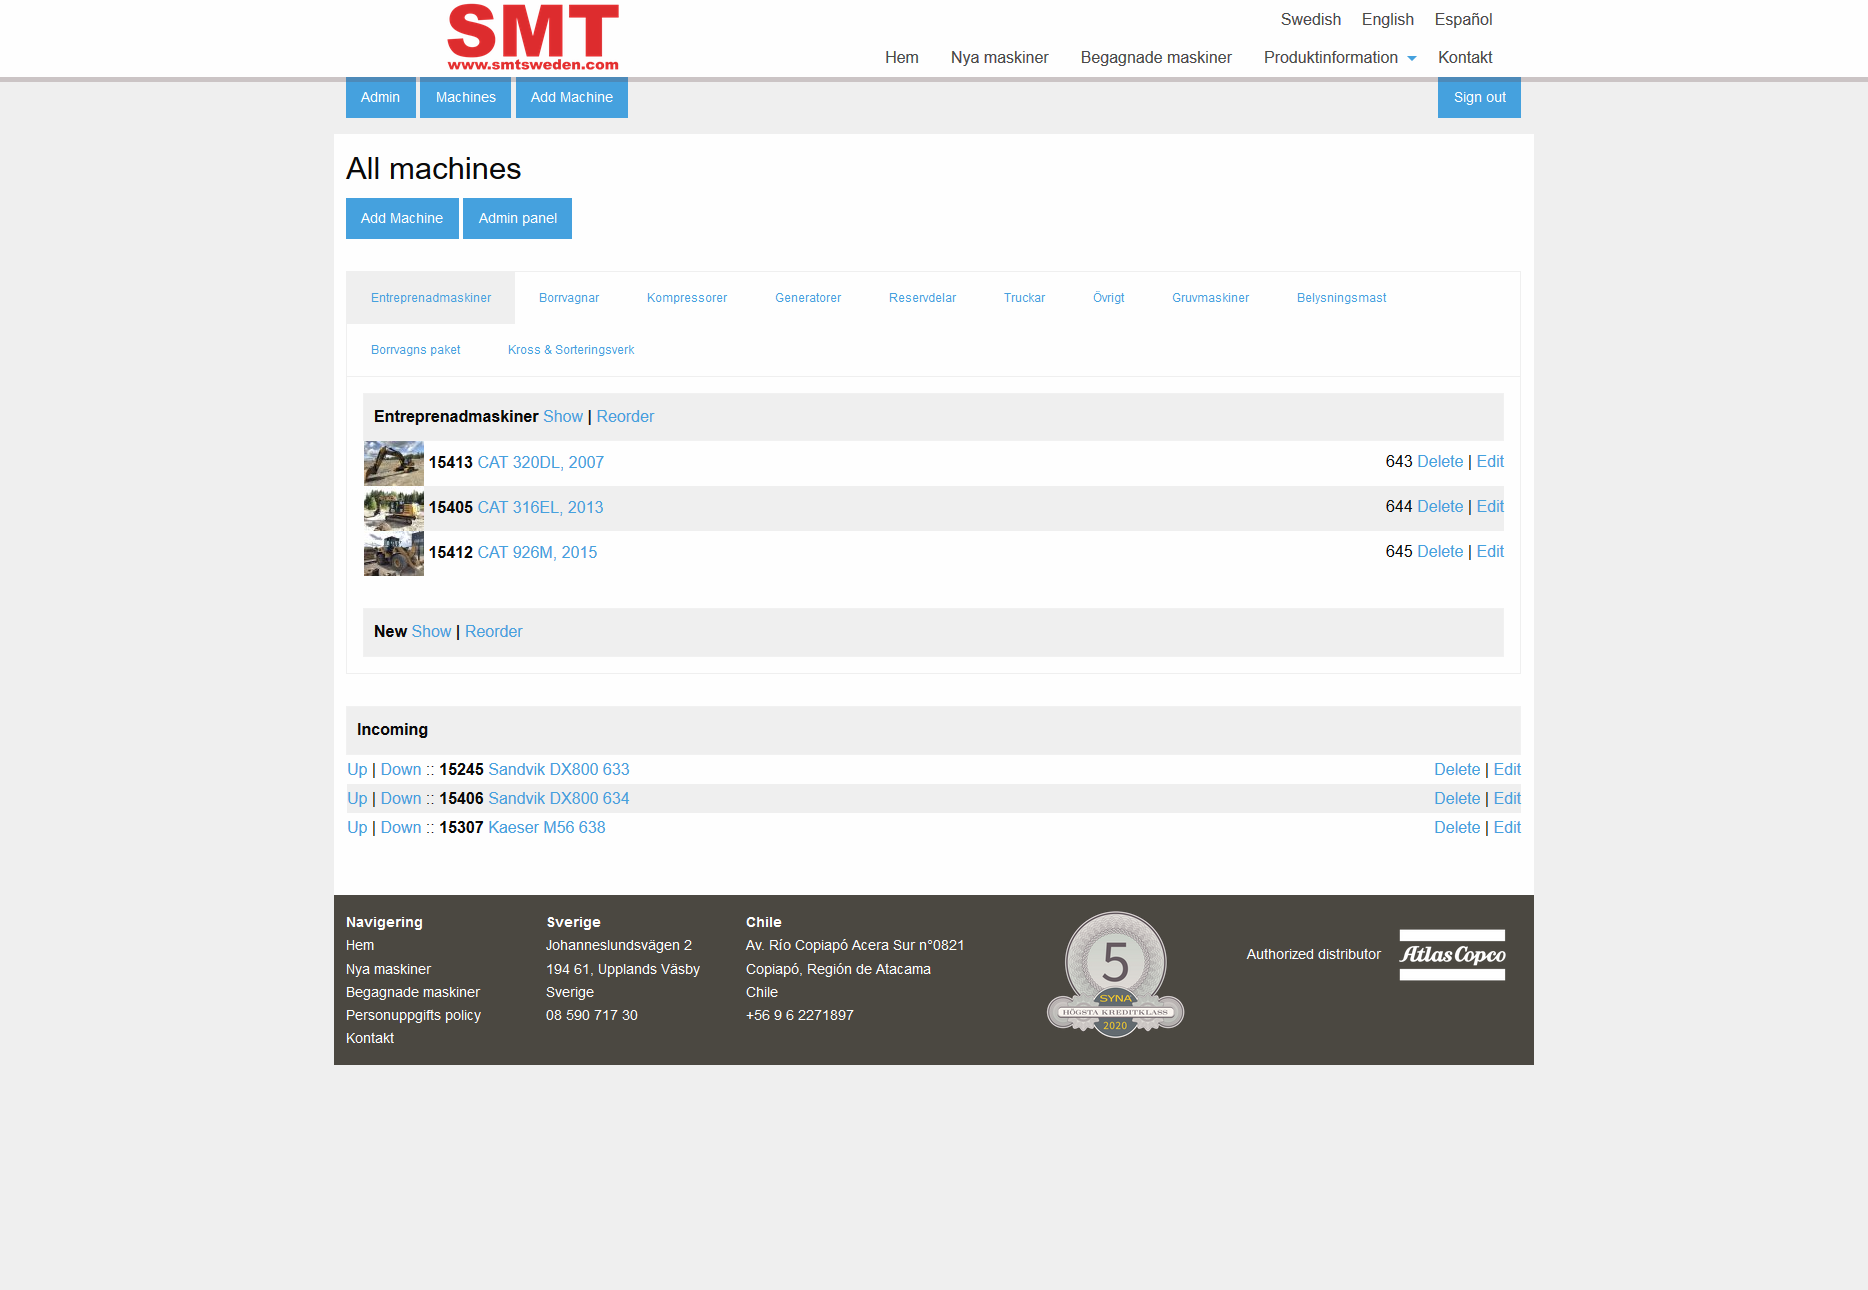 SMT
www.smtsweden.com
Swedish English Español
Hem Nya maskiner Begagnade maskiner Produktinformation Kontakt
Admin Machines Add Machine Sign out
All machines
Add Machine Admin panel
Entreprenadmaskiner Borrvagnar Kompressorer Generatorer Reservdelar Truckar Övrigt Gruvmaskiner Belysningsmast
Borrvagns paket Kross & Sorteringsverk
Entreprenadmaskiner Show | Reorder
15413 CAT 320DL, 2007 643 Delete | Edit
15405 CAT 316EL, 2013 644 Delete | Edit
15412 CAT 926M, 2015 645 Delete | Edit
New Show | Reorder
Incoming
Up | Down :: 15245 Sandvik DX800 633 Delete | Edit
Up | Down :: 15406 Sandvik DX800 634 Delete | Edit
Up | Down :: 15307 Kaeser M56 638 Delete | Edit
Navigering
Hem
Nya maskiner
Begagnade maskiner
Personuppgifts policy
Kontakt
Sverige
Johanneslundsvägen 2
194 61, Upplands Väsby
Sverige
08 590 717 30
Chile
Av. Río Copiapó Acera Sur n°0821
Copiapó, Región de Atacama
Chile
+56 9 6 2271897
5
SYNA
HÖGSTA KREDITKLASS
2020
Authorized distributor
Atlas Copco